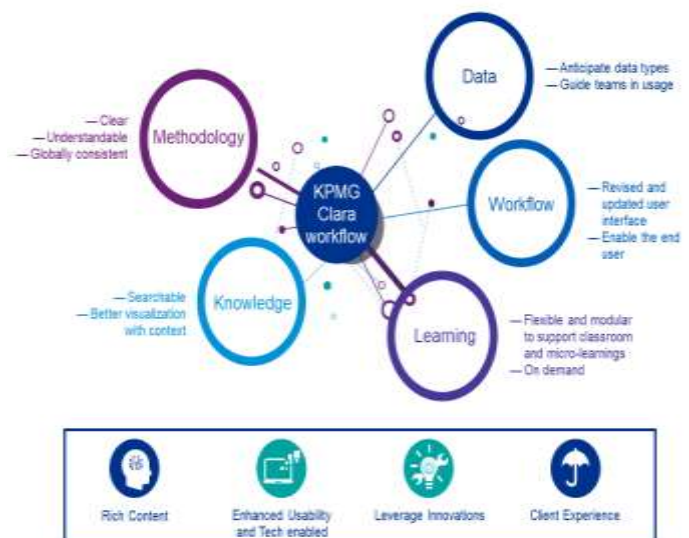 Data
— Anticipate data types
— Guide teams in usage
Methodology
— Clear
— Understandable
— Globally consistent
KPMG
Clara
workflow
Workflow
— Revised and
updated user
interface
— Enable the end
user
Knowledge
— Searchable
— Better visualization
with context
Learning
— Flexible and modular
to support classroom
and micro-learnings
— On demand
Rich Content
Enhanced Usability
and Tech enabled
Leverage Innovations
Client Experience